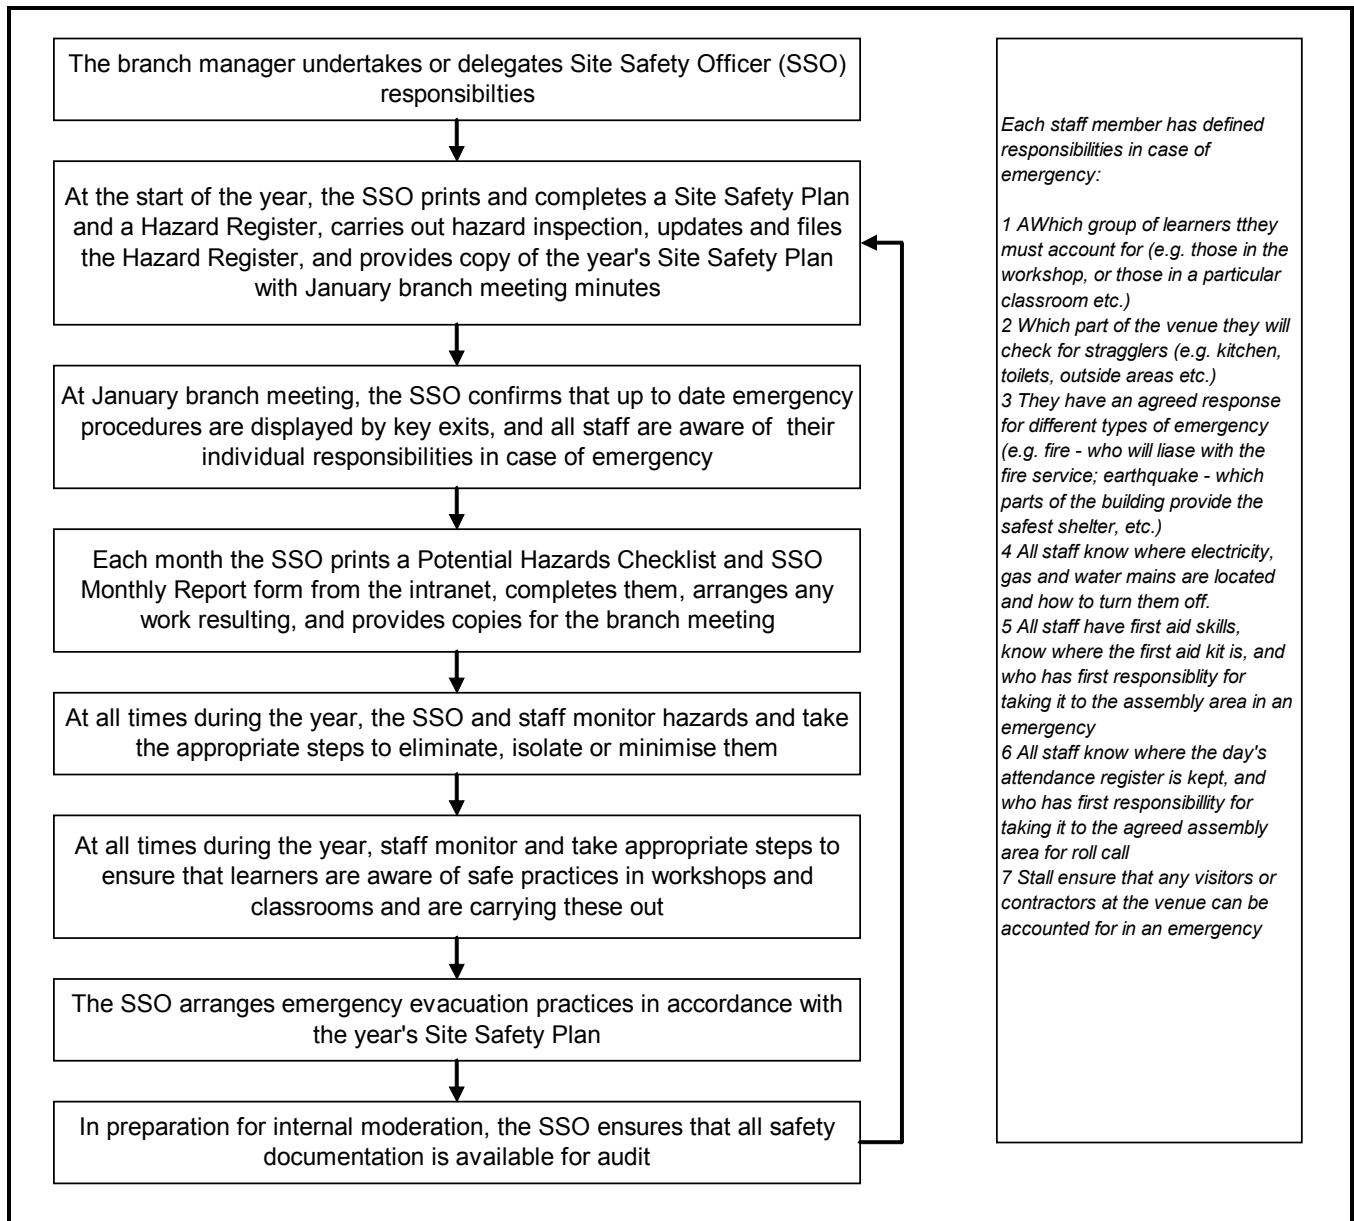 The branch manager undertakes or delegates Site Safety Officer (SSO)
responsibilties
At the start of the year, the SSO prints and completes a Site Safety Plan
and a Hazard Register, carries out hazard inspection, updates and files
the Hazard Register, and provides copy of the year's Site Safety Plan
with January branch meeting minutes
At January branch meeting, the SSO confirms that up to date emergency
procedures are displayed by key exits, and all staff are aware of  their
individual responsibilities in case of emergency
Each month the SSO prints a Potential Hazards Checklist and SSO
Monthly Report form from the intranet, completes them, arranges any
work resulting, and provides copies for the branch meeting
At all times during the year, the SSO and staff monitor hazards and take
the appropriate steps to eliminate, isolate or minimise them
At all times during the year, staff monitor and take appropriate steps to
ensure that learners are aware of safe practices in workshops and
classrooms and are carrying these out
The SSO arranges emergency evacuation practices in accordance with
the year's Site Safety Plan
In preparation for internal moderation, the SSO ensures that all safety
documentation is available for audit
Each staff member has defined
responsibilities in case of
emergency:
1 AWhich group of learners tthey
must account for (e.g. those in the
workshop, or those in a particular
classroom etc.)
2 Which part of the venue they will
check for stragglers (e.g. kitchen,
toilets, outside areas etc.)
3 They have an agreed response
for different types of emergency
(e.g. fire - who will liase with the
fire service; earthquake - which
parts of the building provide the
safest shelter, etc.)
4 All staff know where electricity,
gas and water mains are located
and how to turn them off.
5 All staff have first aid skills,
know where the first aid kit is, and
who has first responsiblity for
taking it to the assembly area in an
emergency
6 All staff know where the day's
attendance register is kept, and
who has first responsibillity for
taking it to the agreed assembly
area for roll call
7 Stall ensure that any visitors or
contractors at the venue can be
accounted for in an emergency